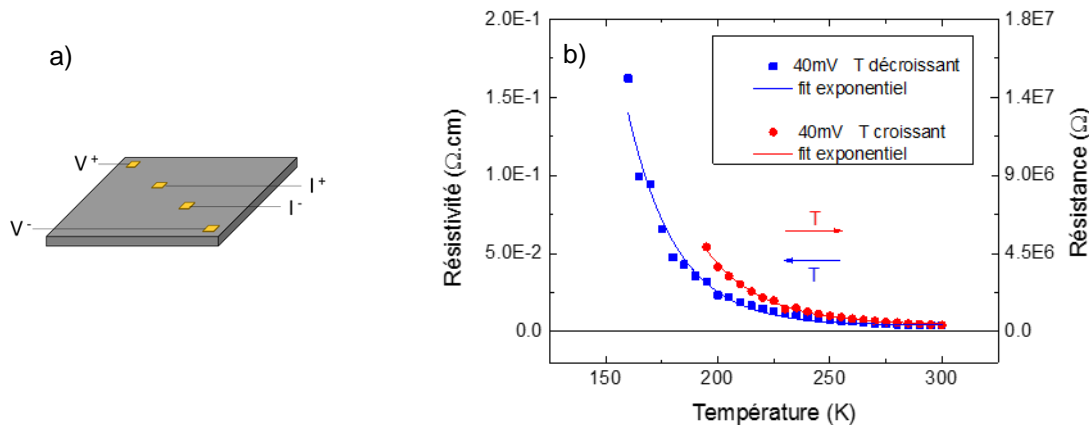 a)
V+
I+
I-
V-
b)
2.0E-1
1.5E-1
1.0E-1
5.0E-2
0.0
Résistivité (Ω.cm)
1.8E7
1.4E7
9.0E6
4.5E6
0.0
Résistance (Ω)
40mV T décroissant
fit exponentiel
40mV T croissant
fit exponentiel
T
T
150 200 250 300
Température (K)